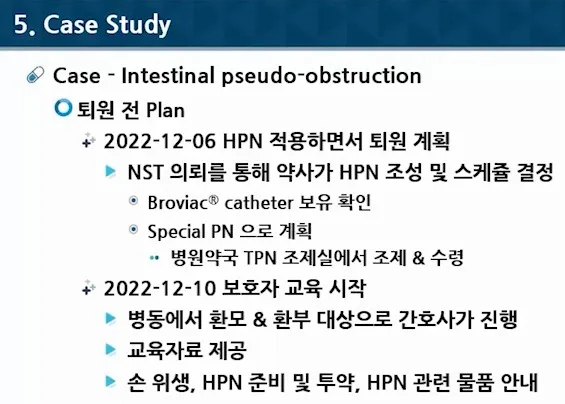 5. Case Study
Case - Intestinal pseudo-obstruction
퇴원 전 Plan
2022-12-06 HPN 적용하면서 퇴원 계획
NST 의뢰를 통해 약사가 HPN 조성 및 스케쥴 결정
Broviac® catheter 보유 확인
Special PN 으로 계획
병원약국 TPN 조제실에서 조제 & 수령
2022-12-10 보호자 교육 시작
병동에서 환모 & 환부 대상으로 간호사가 진행
교육자료 제공
손 위생, HPN 준비 및 투약, HPN 관련 물품 안내